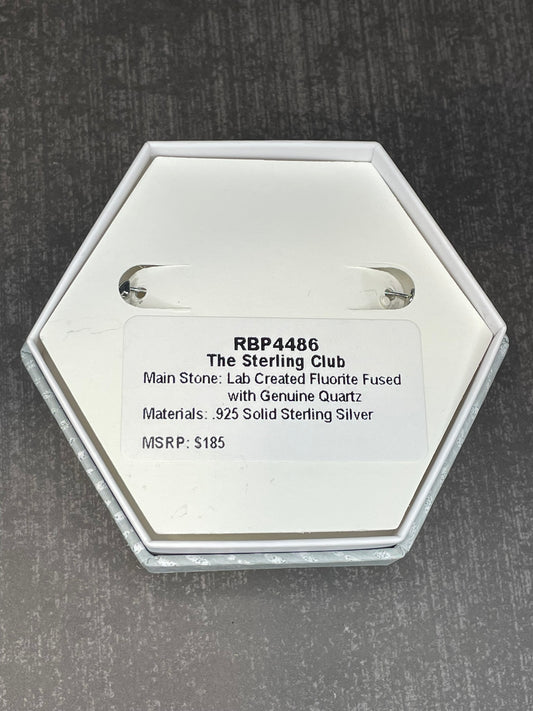 RBP4486
The Sterling Club
Main Stone: Lab Created Fluorite Fused
with Genuine Quartz
Materials: .925 Solid Sterling Silver
MSRP: $185